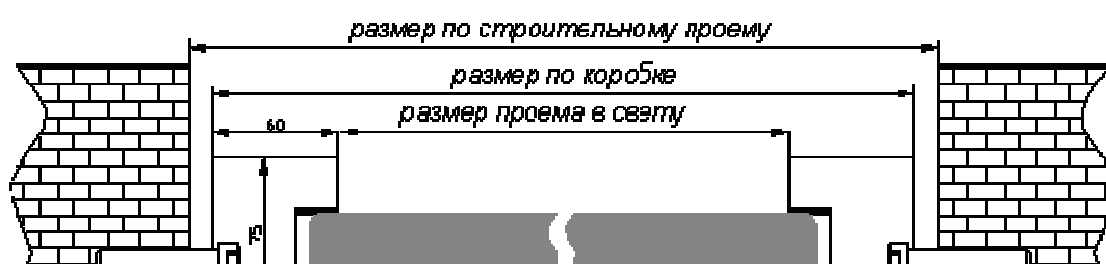 размер по строительному проему
размер по коробке
размер проема в свету
60
75